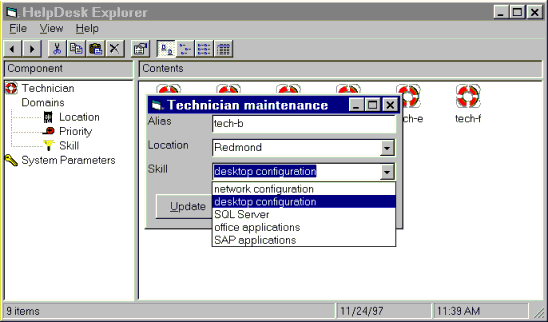 HelpDesk Explorer
File View Help
Component
Contents
Technician
Domains
Location
Priority
Skill
System Parameters
ch-e
tech-f
Technician maintenance
Alias
tech-b
Location
Redmond
Skill
desktop configuration
network configuration
desktop configuration
SQL Server
office applications
SAP applications
Update
9 items
11/24/97
11:39 AM